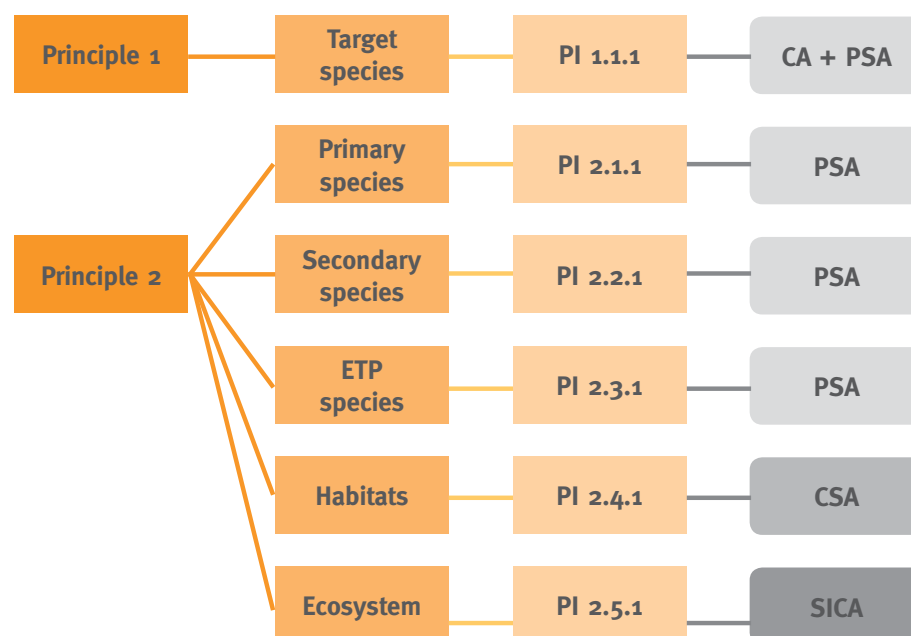 Principle 1
Target
species
PI 1.1.1
CA + PSA
Primary
species
PI 2.1.1
PSA
Principle 2
Secondary
species
PI 2.2.1
PSA
ETP
species
PI 2.3.1
PSA
Habitats
PI 2.4.1
CSA
Ecosystem
PI 2.5.1
SICA